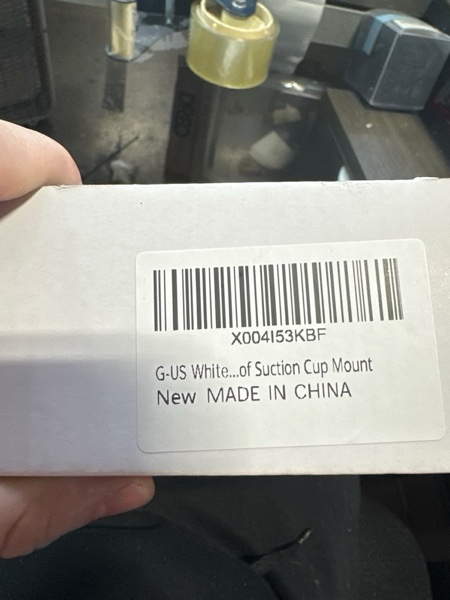 X004I53KBF
G-US White...of Suction Cup Mount
New MADE IN CHINA